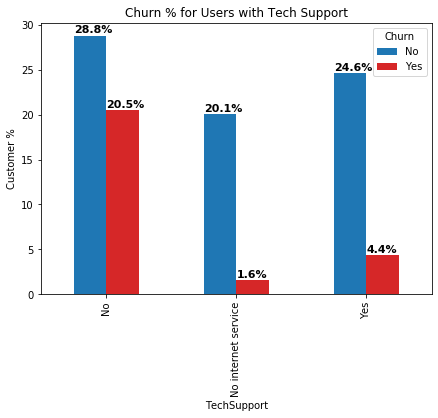 Churn % for Users with Tech Support
Churn
No
Yes
Customer %
30
25
20
15
10
5
0
28.8%
20.5%
20.1%
1.6%
24.6%
4.4%
No
No internet service
Yes
TechSupport